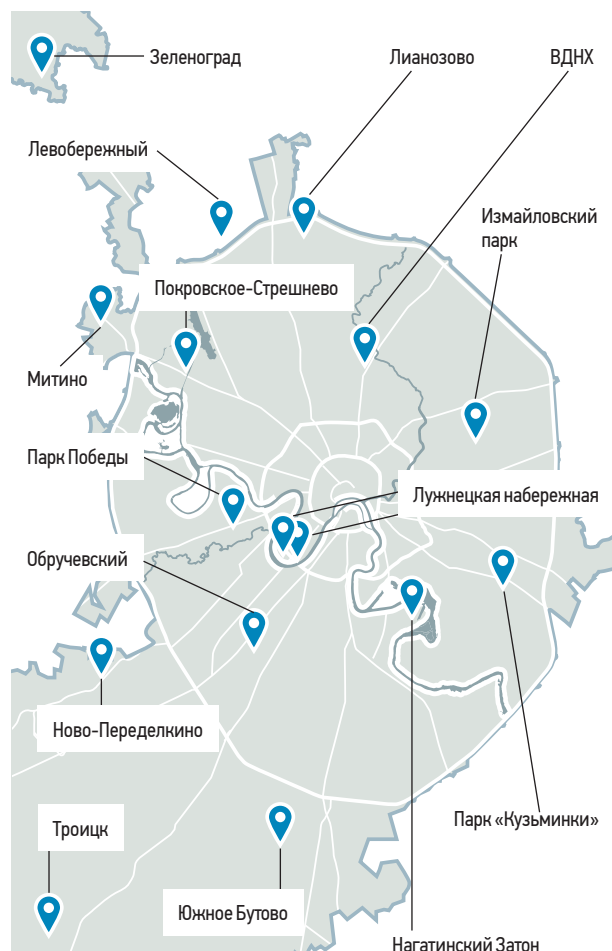 Зеленоград
Лианозово
ВДНХ
Левобережный
Измайловский
парк
Покровское-Стрешнево
Митино
Парк Победы
Лужнецкая набережная
Обручевский
Ново-Переделкино
Троицк
Парк «Кузьминки»
Южное Бутово
Нагатинский Затон